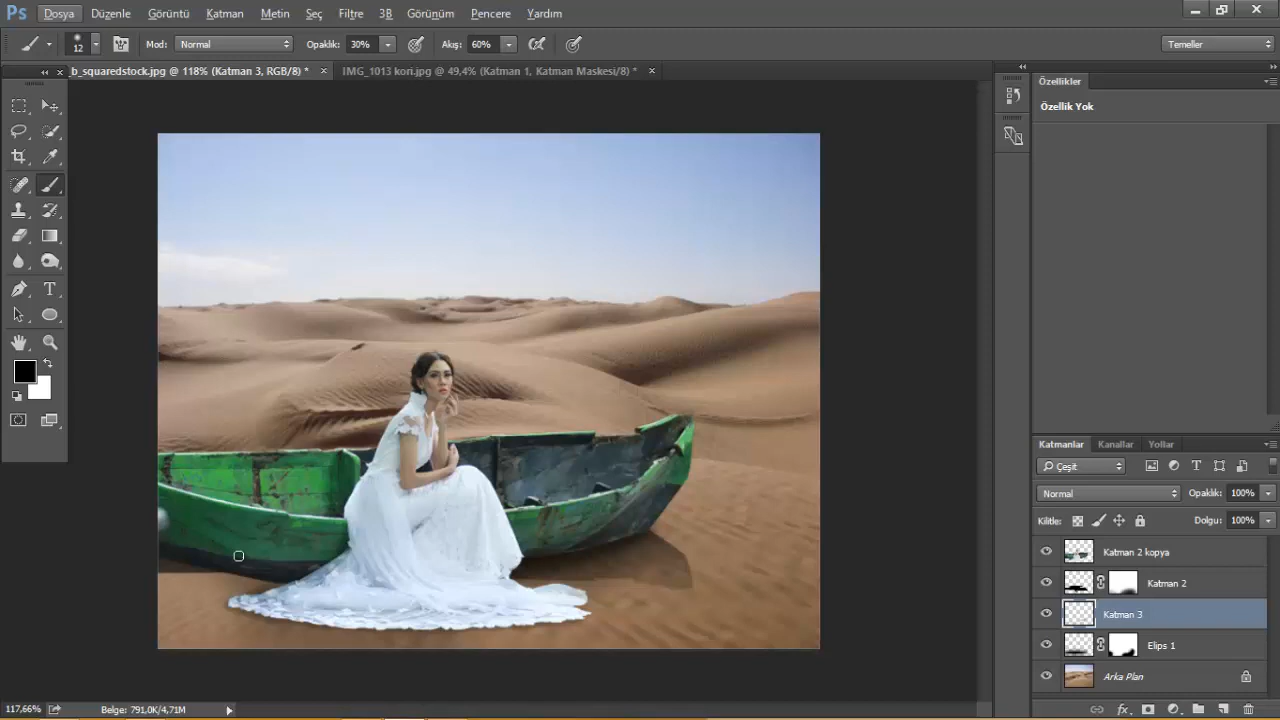 Ps Dosya Düzenle Görüntü Katman Metin Seç Filtre 3B Görünüm Pencere Yardım
12 Mod: Normal Opaklık: 30% Akış: 60% Temeller
_b_squaredstock.jpg @ 118% (Katman 3, RGB/8) * × IMG_1013 kori.jpg @ 49,4% (Katman 1, Katman Maskesi/8) * ×
Özellikler
Özellik Yok
Katmanlar Kanallar Yollar
Çeşit
Normal Opaklık: 100%
Kilitle: Dolgu: 100%
Katman 2 kopya
Katman 2
Katman 3
Elips 1
Arka Plan
117,66% Belge: 791,0K/4,71M